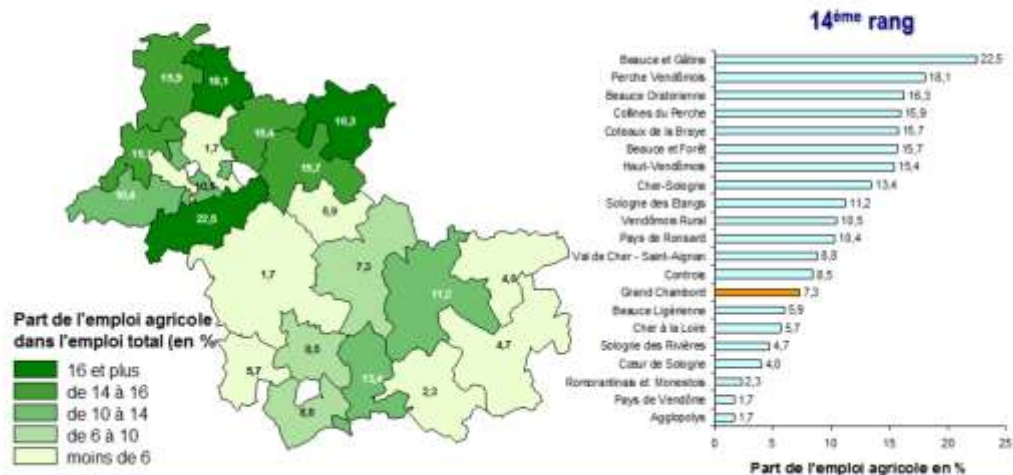 14ème rang
Beauce et Gâtine 22,5
Perche Vendômois 18,1
Beauce Oratorienne 16,3
Collines du Perche 15,9
Coteaux de la Braye 15,7
Beauce et Forêt 15,7
Haut-Vendômois 15,4
Cher-Sologne 13,4
Sologne des Etangs 11,2
Vendômois Rural 10,5
Pays de Ronsard 10,4
Val de Cher - Saint-Aignan 8,8
Controis 8,5
Grand Chambord 7,3
Beauce Ligérienne 5,9
Cher à la Loire 5,7
Sologne des Rivières 4,7
Cœur de Sologne 4,0
Romorantinais et Monestois 2,3
Pays de Vendôme 1,7
Agglopolys 1,7
0 5 10 15 20 25
Part de l'emploi agricole en %
15,9
18,1
16,3
15,4
1,7
15,7
15,7
10,5
10,4
22,5
5,9
1,7
7,3
4,0
11,2
4,7
8,5
5,7
13,4
2,3
8,8
Part de l'emploi agricole
dans l'emploi total (en %
16 et plus
de 14 à 16
de 10 à 14
de 6 à 10
moins de 6